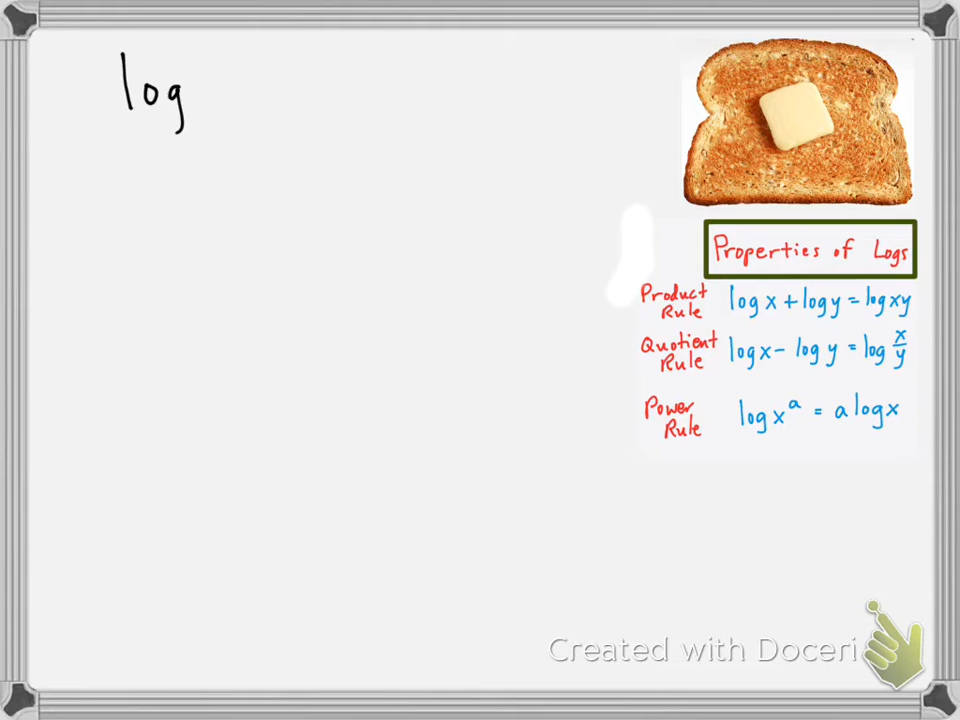 log
Properties of Logs
Product Rule log x + log y = log xy
Quotient Rule log x - log y = log x/y
Power Rule log x^a = a log x
Created with Doceri